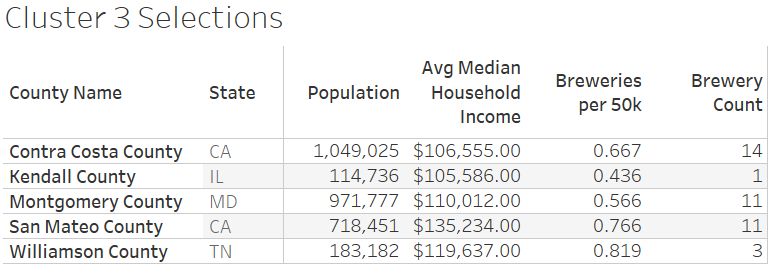 Cluster 3 Selections
County Name State Population Avg Median Household Income Breweries per 50k Brewery Count
Contra Costa County CA 1,049,025 $106,555.00 0.667 14
Kendall County IL 114,736 $105,586.00 0.436 1
Montgomery County MD 971,777 $110,012.00 0.566 11
San Mateo County CA 718,451 $135,234.00 0.766 11
Williamson County TN 183,182 $119,637.00 0.819 3